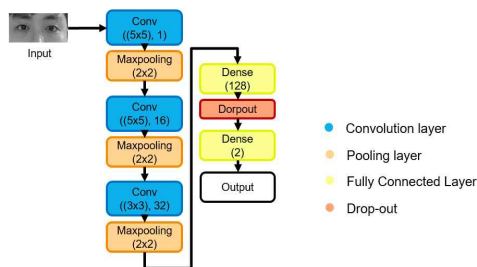 Input
Conv
((5x5), 1)
Maxpooling
(2x2)
Conv
((5x5), 16)
Maxpooling
(2x2)
Conv
((3x3), 32)
Maxpooling
(2x2)
Dense
(128)
Dorpout
Dense
(2)
Output
Convolution layer
Pooling layer
Fully Connected Layer
Drop-out